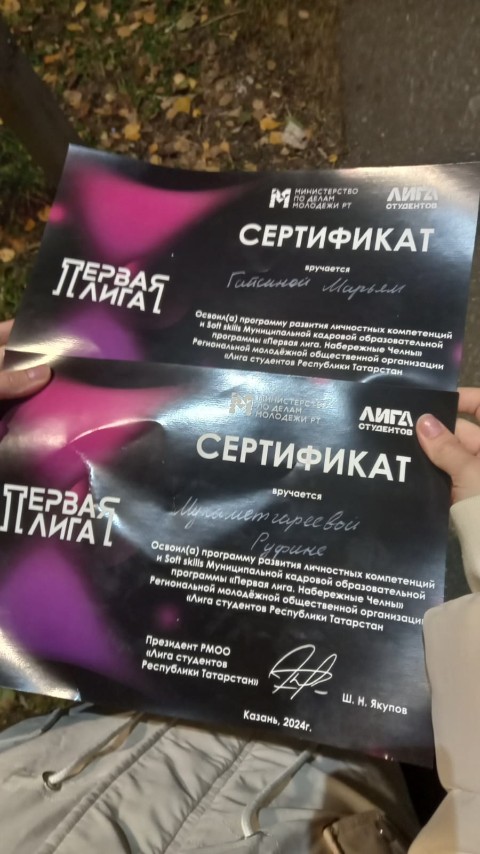 МИНИСТЕРСТВО
ПО ДЕЛАМ
МОЛОДЕЖИ РТ
ЛИГА
СТУДЕНТОВ
СЕРТИФИКАТ
вручается
Гатиной Марьям
ПЕРВАЯ
ЛИГА
Освоил(а) программу развития личностных компетенций
и Soft skills Муниципальной кадровой образовательной
программы «Первая лига. Набережные Челны»
Региональной молодёжной общественной организации
«Лига студентов Республики Татарстан
МИНИСТЕРСТВО
ПО ДЕЛАМ
МОЛОДЕЖИ РТ
ЛИГА
СТУДЕНТОВ
СЕРТИФИКАТ
вручается
Мухаметгареевой
Руфине
ПЕРВАЯ
ЛИГА
Освоил(а) программу развития личностных компетенций
и Soft skills Муниципальной кадровой образовательной
программы «Первая лига. Набережные Челны»
Региональной молодёжной общественной организации
«Лига студентов Республики Татарстан
Президент РМОО
«Лига студентов
Республики Татарстан»
Ш. Н. Якупов
Казань, 2024г.